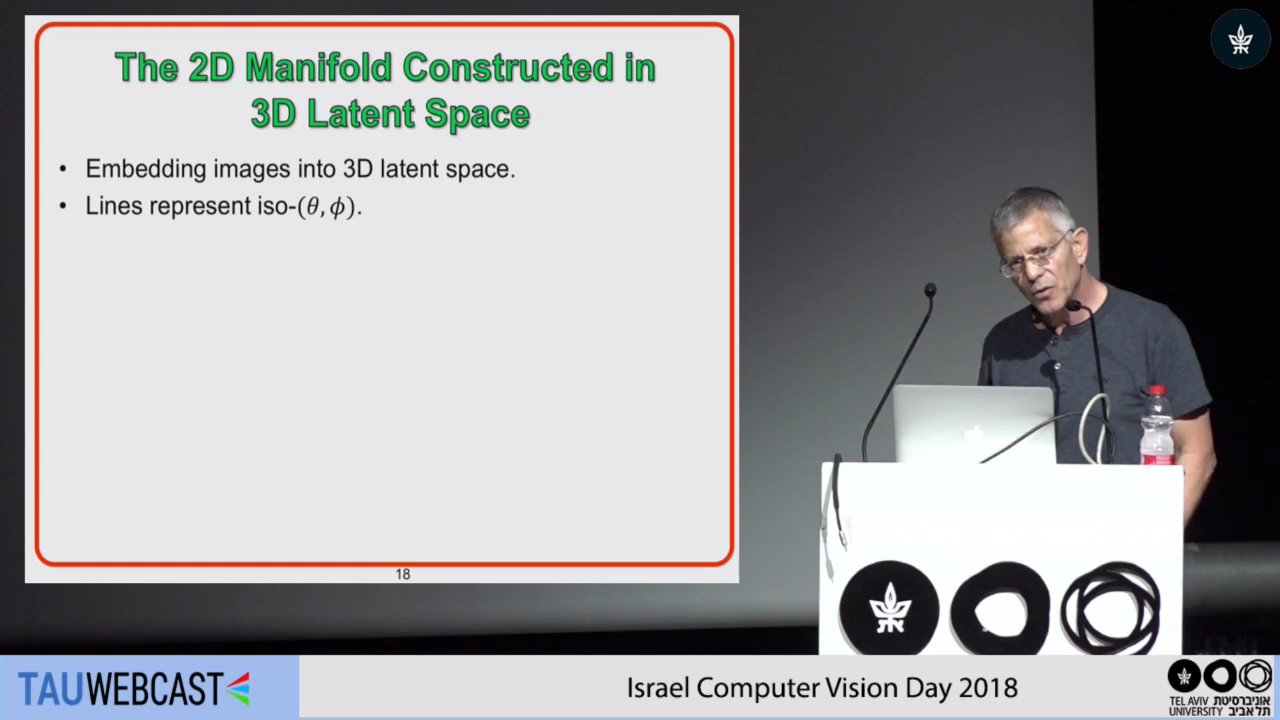 The 2D Manifold Constructed in
3D Latent Space
• Embedding images into 3D latent space.
• Lines represent iso-(θ, ϕ).
18
TAUWEBCAST
Israel Computer Vision Day 2018
TEL AVIV אוניברסיטת
UNIVERSITY תל אביב